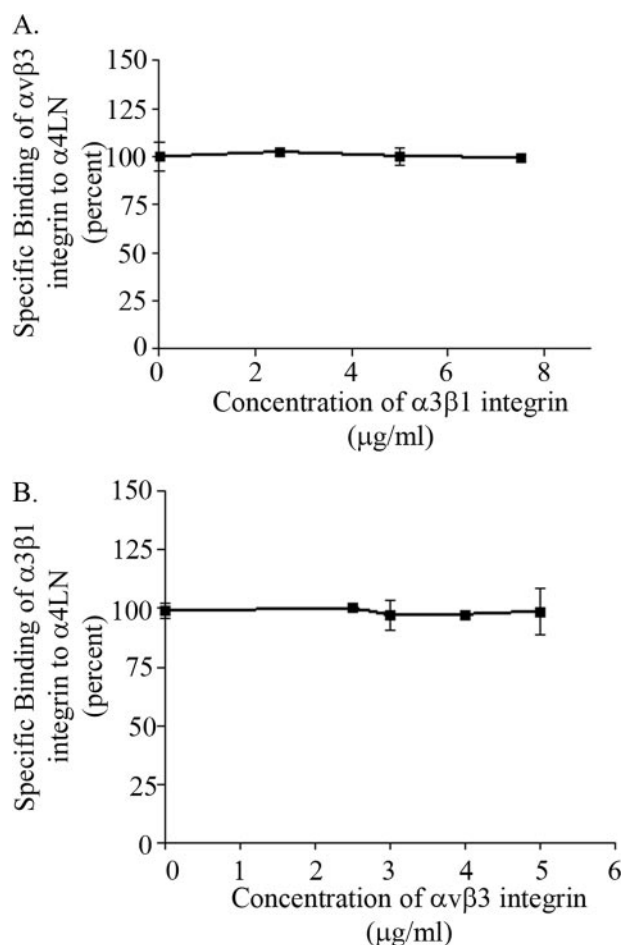 A.
Specific Binding of αvβ3
integrin to α4LN
(percent)
150
125
100
75
50
25
0
0 2 4 6 8
Concentration of α3β1 integrin
(μg/ml)
B.
Specific Binding of α3β1
integrin to α4LN
(percent)
150
125
100
75
50
25
0
0 1 2 3 4 5 6
Concentration of αvβ3 integrin
(μg/ml)